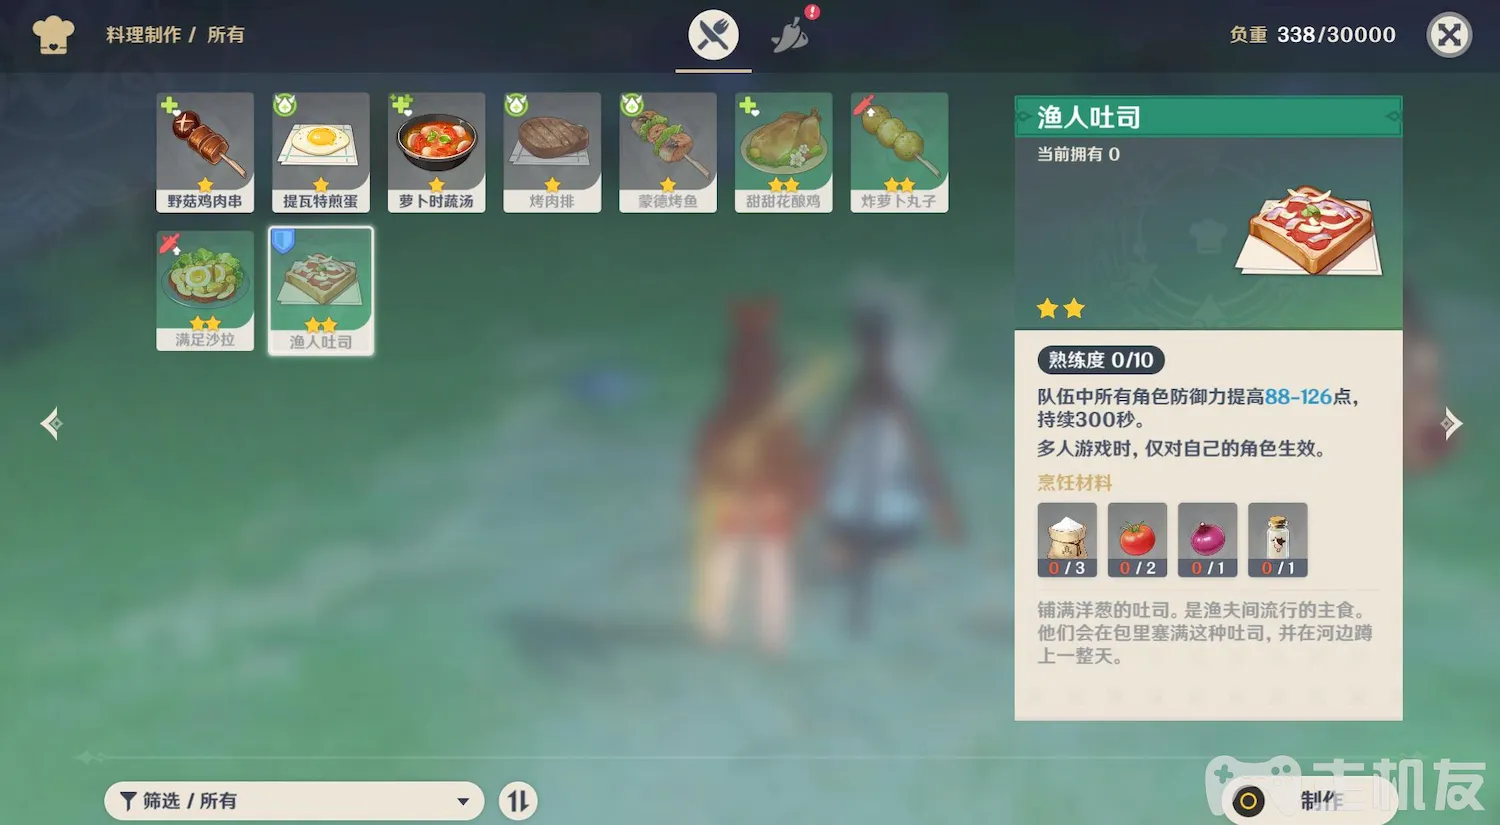 料理制作 / 所有
负重 338/30000
野菇鸡肉串
提瓦特煎蛋
萝卜时蔬汤
烤肉排
蒙德烤鱼
甜甜花酿鸡
炸萝卜丸子
满足沙拉
渔人吐司
渔人吐司
当前拥有 0
熟练度 0/10
队伍中所有角色防御力提高88-126点，
持续300秒。
多人游戏时，仅对自己的角色生效。
烹饪材料
0 / 3
0 / 2
0 / 1
0 / 1
铺满洋葱的吐司。是渔夫间流行的主食。
他们会在包里塞满这种吐司，并在河边蹲
上一整天。
筛选 / 所有
制作
老机友